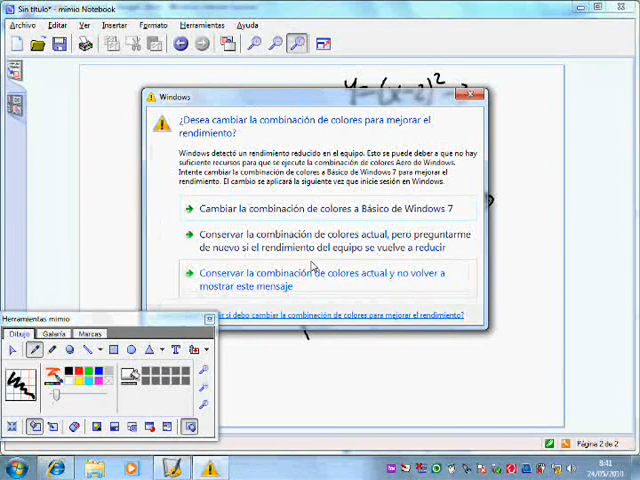 Sin título* - mimio Notebook
Archivo Editar Ver Insertar Formato Herramientas Ayuda
Y = (x-2)² -
Windows
¿Desea cambiar la combinación de colores para mejorar el
rendimiento?
Windows detectó un rendimiento reducido en el equipo. Esto se puede deber a que no hay
suficiente recursos para que se ejecute la combinación de colores Aero de Windows.
Intente cambiar la combinación de colores a Básico de Windows 7 para mejorar el
rendimiento. El cambio se aplicará la siguiente vez que inicie sesión en Windows.
Cambiar la combinación de colores a Básico de Windows 7
Conservar la combinación de colores actual, pero preguntarme
de nuevo si el rendimiento del equipo se vuelve a reducir
Conservar la combinación de colores actual y no volver a
mostrar este mensaje
si debo cambiar la combinación de colores para mejorar el rendimiento?
Herramientas mimio
Dibujo Galería Marcas
Página 2 de 2
8:41
24/05/2010